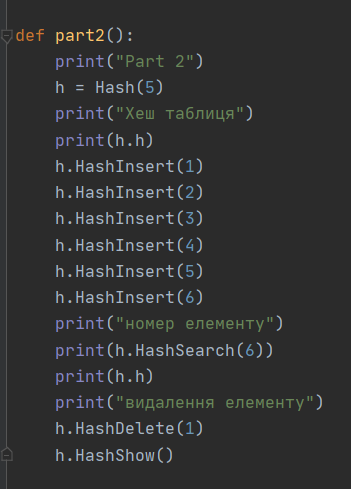 def part2():
    print("Part 2")
    h = Hash(5)
    print("Хеш таблиця")
    print(h.h)
    h.HashInsert(1)
    h.HashInsert(2)
    h.HashInsert(3)
    h.HashInsert(4)
    h.HashInsert(5)
    h.HashInsert(6)
    print("номер елементу")
    print(h.HashSearch(6))
    print(h.h)
    print("видалення елементу")
    h.HashDelete(1)
    h.HashShow()